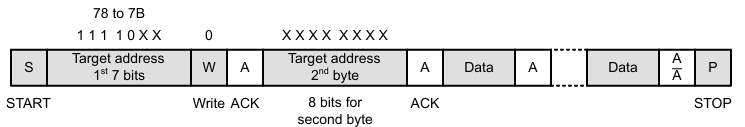 78 to 7B
1 1 1 1 0 X X
0
X X X X X X X X
S
Target address
1st 7 bits
W
A
Target address
2nd byte
A
Data
A
Data
A
A
P
START
Write
ACK
8 bits for
second byte
ACK
STOP